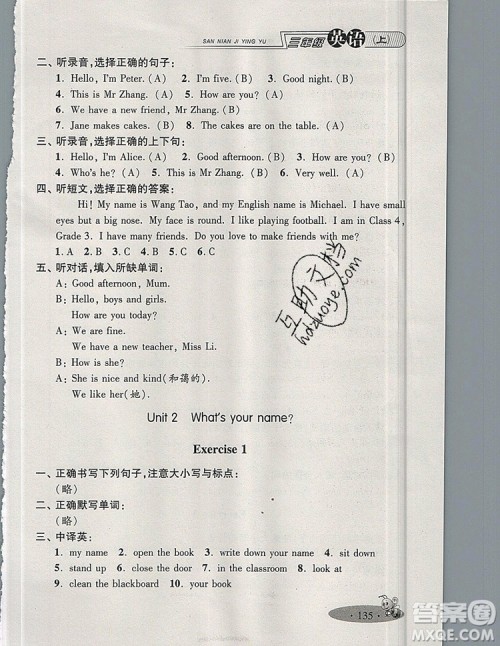 SAN NIAN JI YING YU 三年级 英语 (上)
二、听录音,选择正确的句子:
1. Hello, I'm Peter. (A) 2. I'm five. (B)
3. This is Mr Zhang. (A) 4. How are you? (A)
6. We have a new friend, Mr Zhang. (B)
7. Jane makes cakes. (B) 8. The cakes are on the table. (B)
三、听录音,选择正确的上下句:
1. Hello, I'm Alice. (A) 2. Good afternoon. (B)
4. Who's he? (A) 5. This is Mr Zhang. (B) 6. Very well. (A)
四、听短文,选择正确的答案:
Hi! My name is Wang Tao, and my English name is Michael. I have small
eyes but a big nose. My face is round. I like playing football. I am in Class 4,
Grade 3. I have many friends. Do you love to make friends with me?
1. A 2. B 3. C 4. B 5. C 6. B
五、听对话,填入所缺单词:
A: Good afternoon, Mum.
B: Hello, boys and girls.
How are you today?
A: We are fine.
We have a new teacher, Miss Li.
B: How is she?
A: She is nice and kind(和蔼的).
We like her(她).
Unit 2 What's your name?
Exercise 1
一、正确书写下列句子,注意大小写与标点:
(略)
二、正确默写单词:
(略)
三、中译英:
1. my name 2. open the book 3. write down your name 4. sit down
5. stand up 6. close the door 7. in the classroom 8. look at
9. clean the blackboard 10. your book
· 135 ·
互助文档
hdzuoye.com
答案圈
MXQE.COM